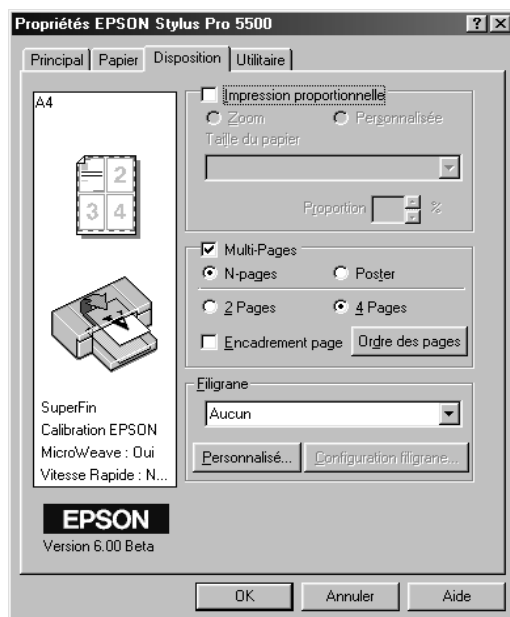 Propriétés EPSON Stylus Pro 5500
Principal Papier Disposition Utilitaire
A4
2
3 4
SuperFin
Calibration EPSON
MicroWeave : Oui
Vitesse Rapide : N...
EPSON
Version 6.00 Beta
Impression proportionnelle
Zoom Personnalisée
Taille du papier
Proportion %
Multi-Pages
N-pages Poster
2 Pages 4 Pages
Encadrement page Ordre des pages
Filigrane
Aucun
Personnalisé... Configuration filigrane...
OK Annuler Aide